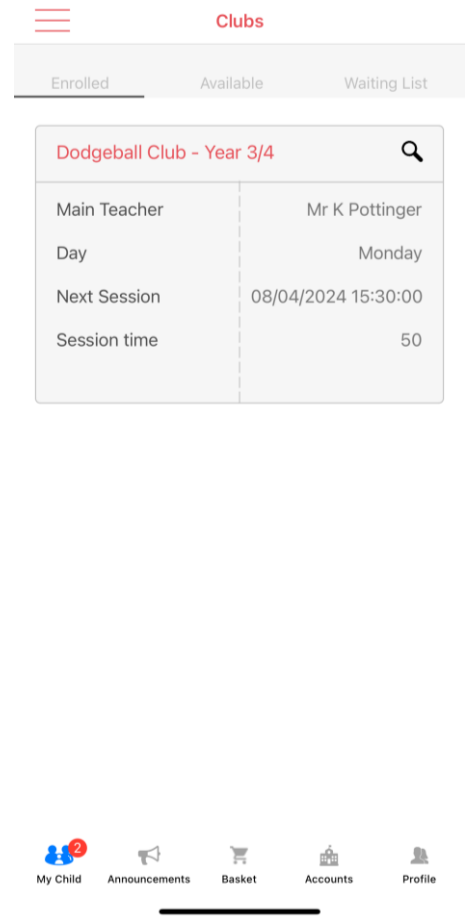 Clubs
Enrolled Available Waiting List
Dodgeball Club - Year 3/4
Main Teacher Mr K Pottinger
Day Monday
Next Session 08/04/2024 15:30:00
Session time 50
2
My Child Announcements Basket Accounts Profile